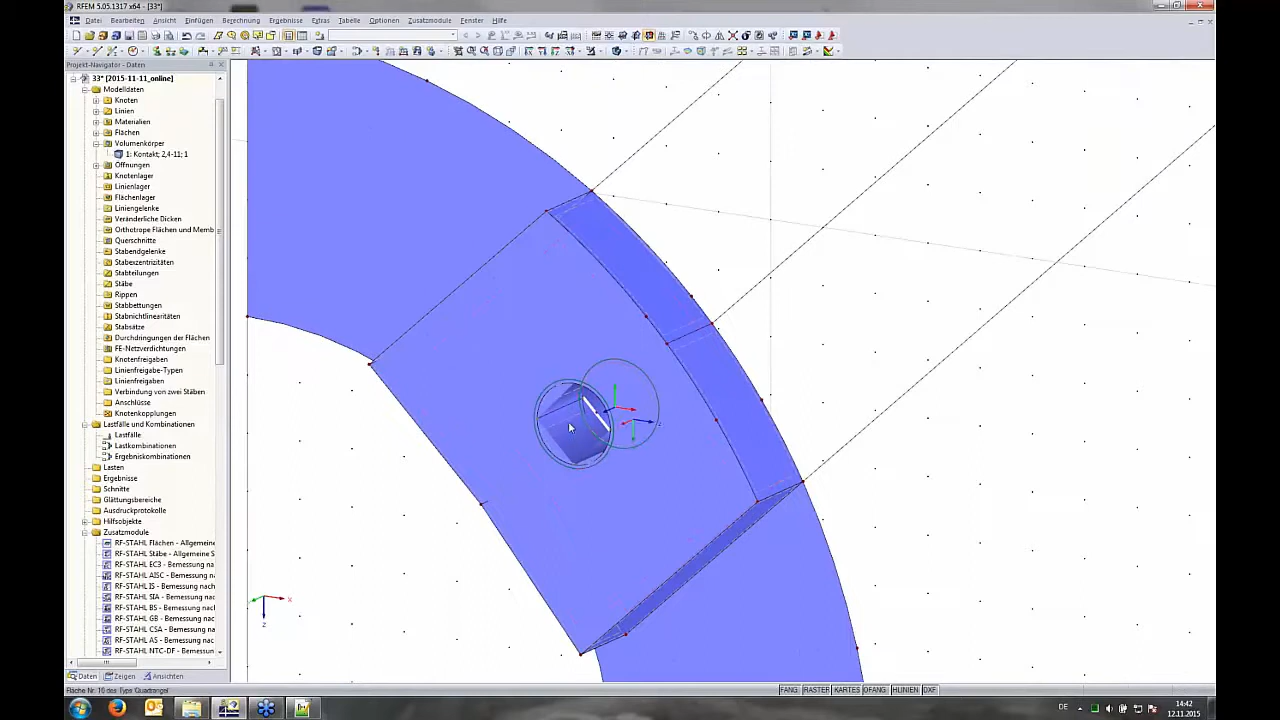 RFEM 5.05.1317 x64 - [33*]
Datei Bearbeiten Ansicht Einfügen Berechnung Ergebnisse Extras Tabelle Optionen Zusatzmodule Fenster Hilfe
Projekt-Navigator - Daten
33* [2015-11-11_online]
Modelldaten
Knoten
Linien
Materialien
Flächen
Volumenkörper
1: Kontakt; 2,4-11; 1
Öffnungen
Knotenlager
Linienlager
Flächenlager
Liniengelenke
Veränderliche Dicken
Orthotrope Flächen und Memb
Querschnitte
Stabendgelenke
Stabexzentrizitäten
Stabteilungen
Stäbe
Rippen
Stabbettungen
Stabnichtlinearitäten
Stabsätze
Durchdringungen der Flächen
FE-Netzverdichtungen
Knotenfreigaben
Linienfreigabe-Typen
Linienfreigaben
Verbindung von zwei Stäben
Anschlüsse
Knotenkopplungen
Lastfälle und Kombinationen
Lastfälle
Lastkombinationen
Ergebniskombinationen
Lasten
Ergebnisse
Schnitte
Glättungsbereiche
Ausdruckprotokolle
Hilfsobjekte
Zusatzmodule
RF-STAHL Flächen - Allgemeine
RF-STAHL Stäbe - Allgemeine S
RF-STAHL EC3 - Bemessung na
RF-STAHL AISC - Bemessung n
RF-STAHL IS - Bemessung nac
RF-STAHL SIA - Bemessung na
RF-STAHL BS - Bemessung nac
RF-STAHL GB - Bemessung nac
RF-STAHL CSA - Bemessung na
RF-STAHL AS - Bemessung nac
RF-STAHL NTC-DF - Bemessun
Daten Zeigen Ansichten
Fläche Nr. 10 des Typs 'Quadrangel'
FANG RASTER KARTES OFANG HLINIEN DXF
x
z
z
DE
14:42
12.11.2015